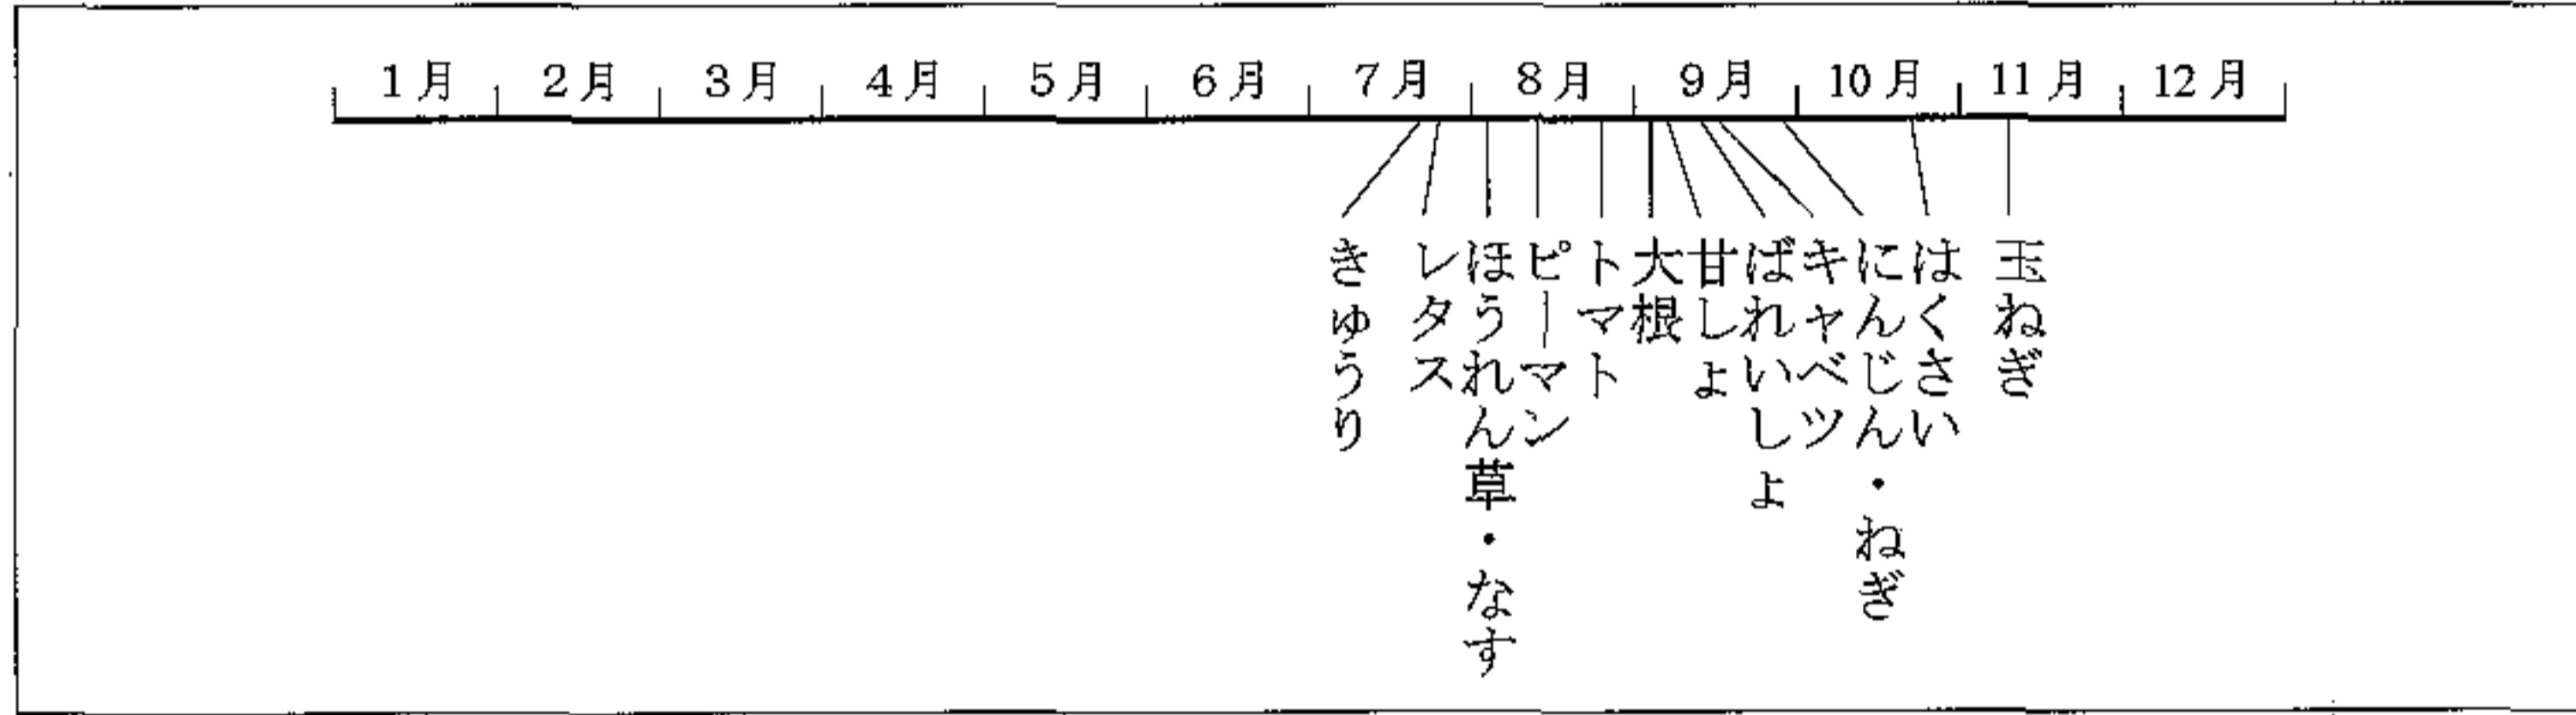 1月 2月 3月 4月 5月 6月 7月 8月 9月 10月 11月 12月
きゅうり
レタス
ほうれん草・なす
ピーマン
トマト
大根
甘しょ
ばれいしょ
キャベツ
にんじん・ねぎ
はくさい
玉ねぎ